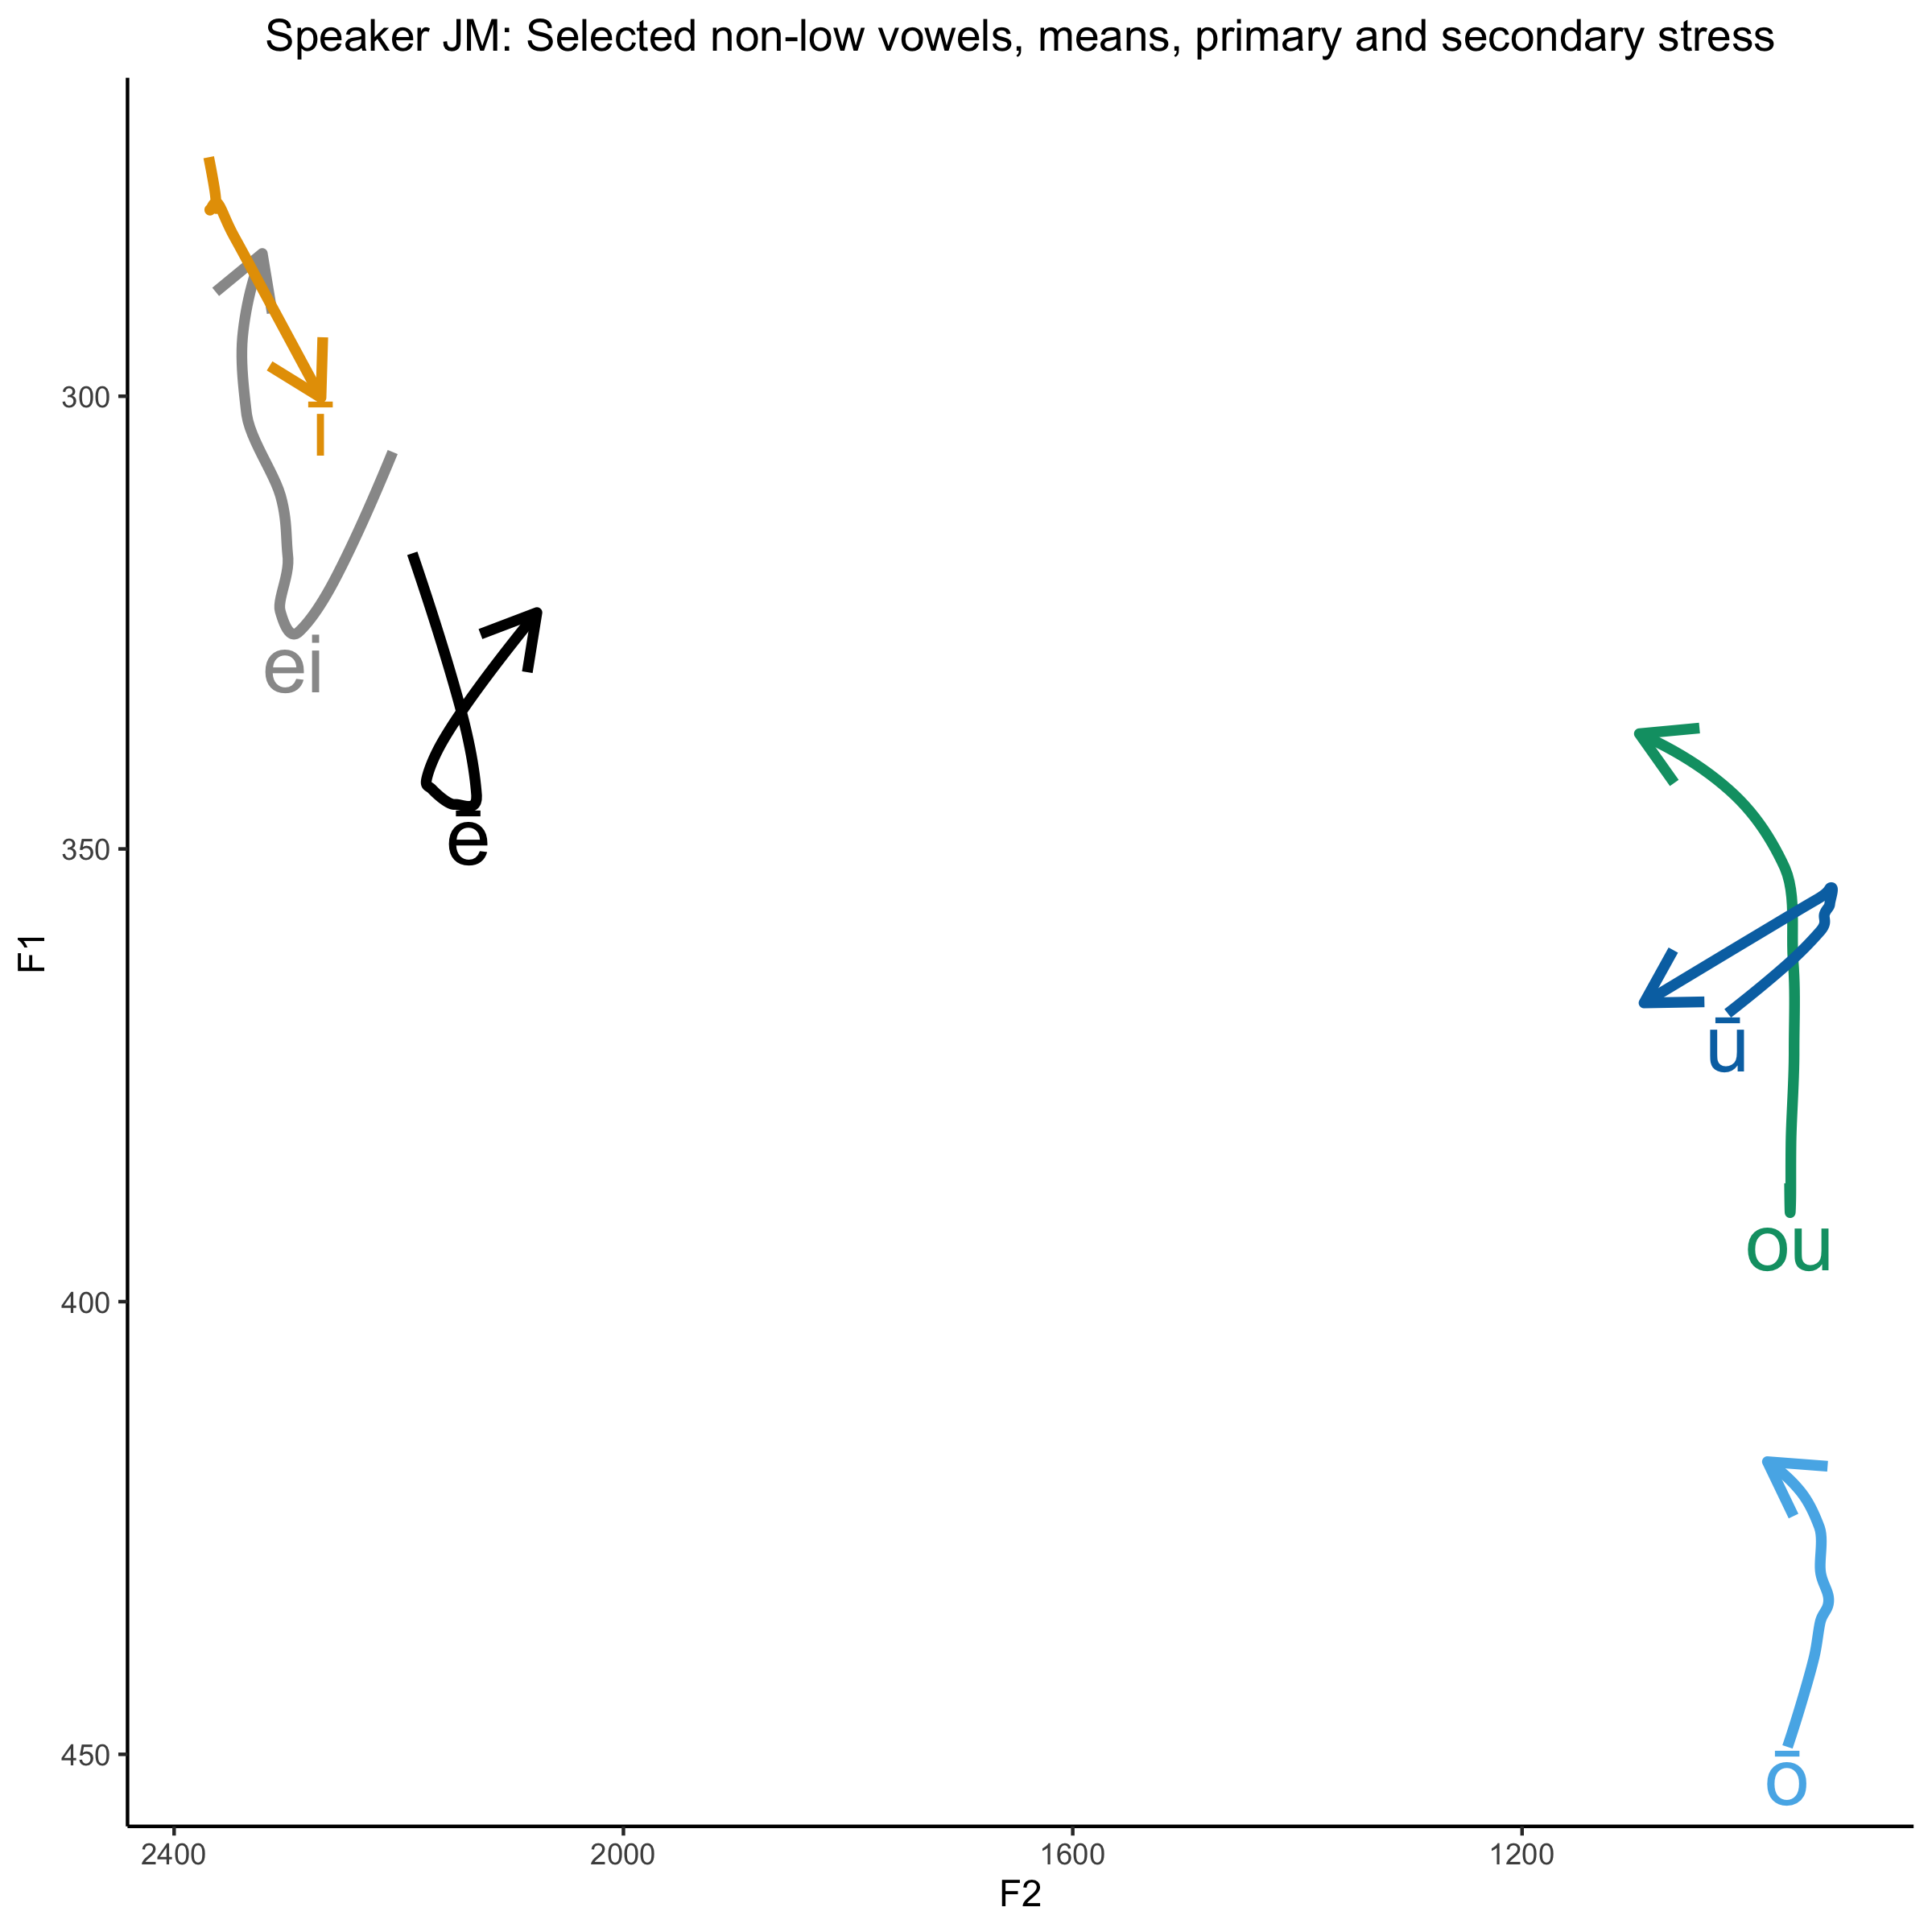 Speaker JM: Selected non-low vowels, means, primary and secondary stress
300
ī
ei
ē
350
F1
ū
ou
400
450
ō
2400 2000 1600 1200
F2